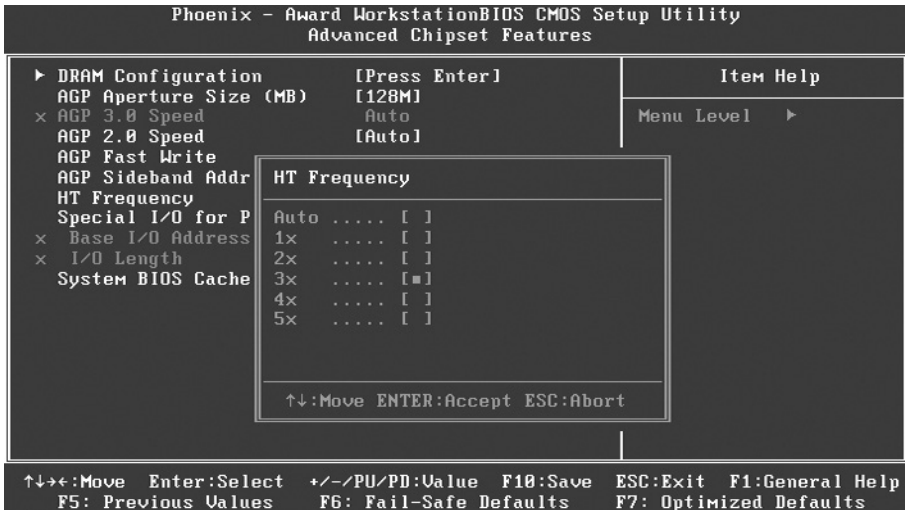 Phoenix - Award WorkstationBIOS CMOS Setup Utility
Advanced Chipset Features
▶ DRAM Configuration [Press Enter]
AGP Aperture Size (MB) [128M]
x AGP 3.0 Speed Auto
AGP 2.0 Speed [Auto]
AGP Fast Write
AGP Sideband Addr
HT Frequency
Special I/O for P
x Base I/O Address
x I/O Length
System BIOS Cache
HT Frequency
Auto ..... [ ]
1x ..... [ ]
2x ..... [ ]
3x ..... [■]
4x ..... [ ]
5x ..... [ ]
↑↓:Move ENTER:Accept ESC:Abort
Item Help
Menu Level ▶
↑↓→←:Move Enter:Select +/-/PU/PD:Value F10:Save ESC:Exit F1:General Help
F5: Previous Values F6: Fail-Safe Defaults F7: Optimized Defaults